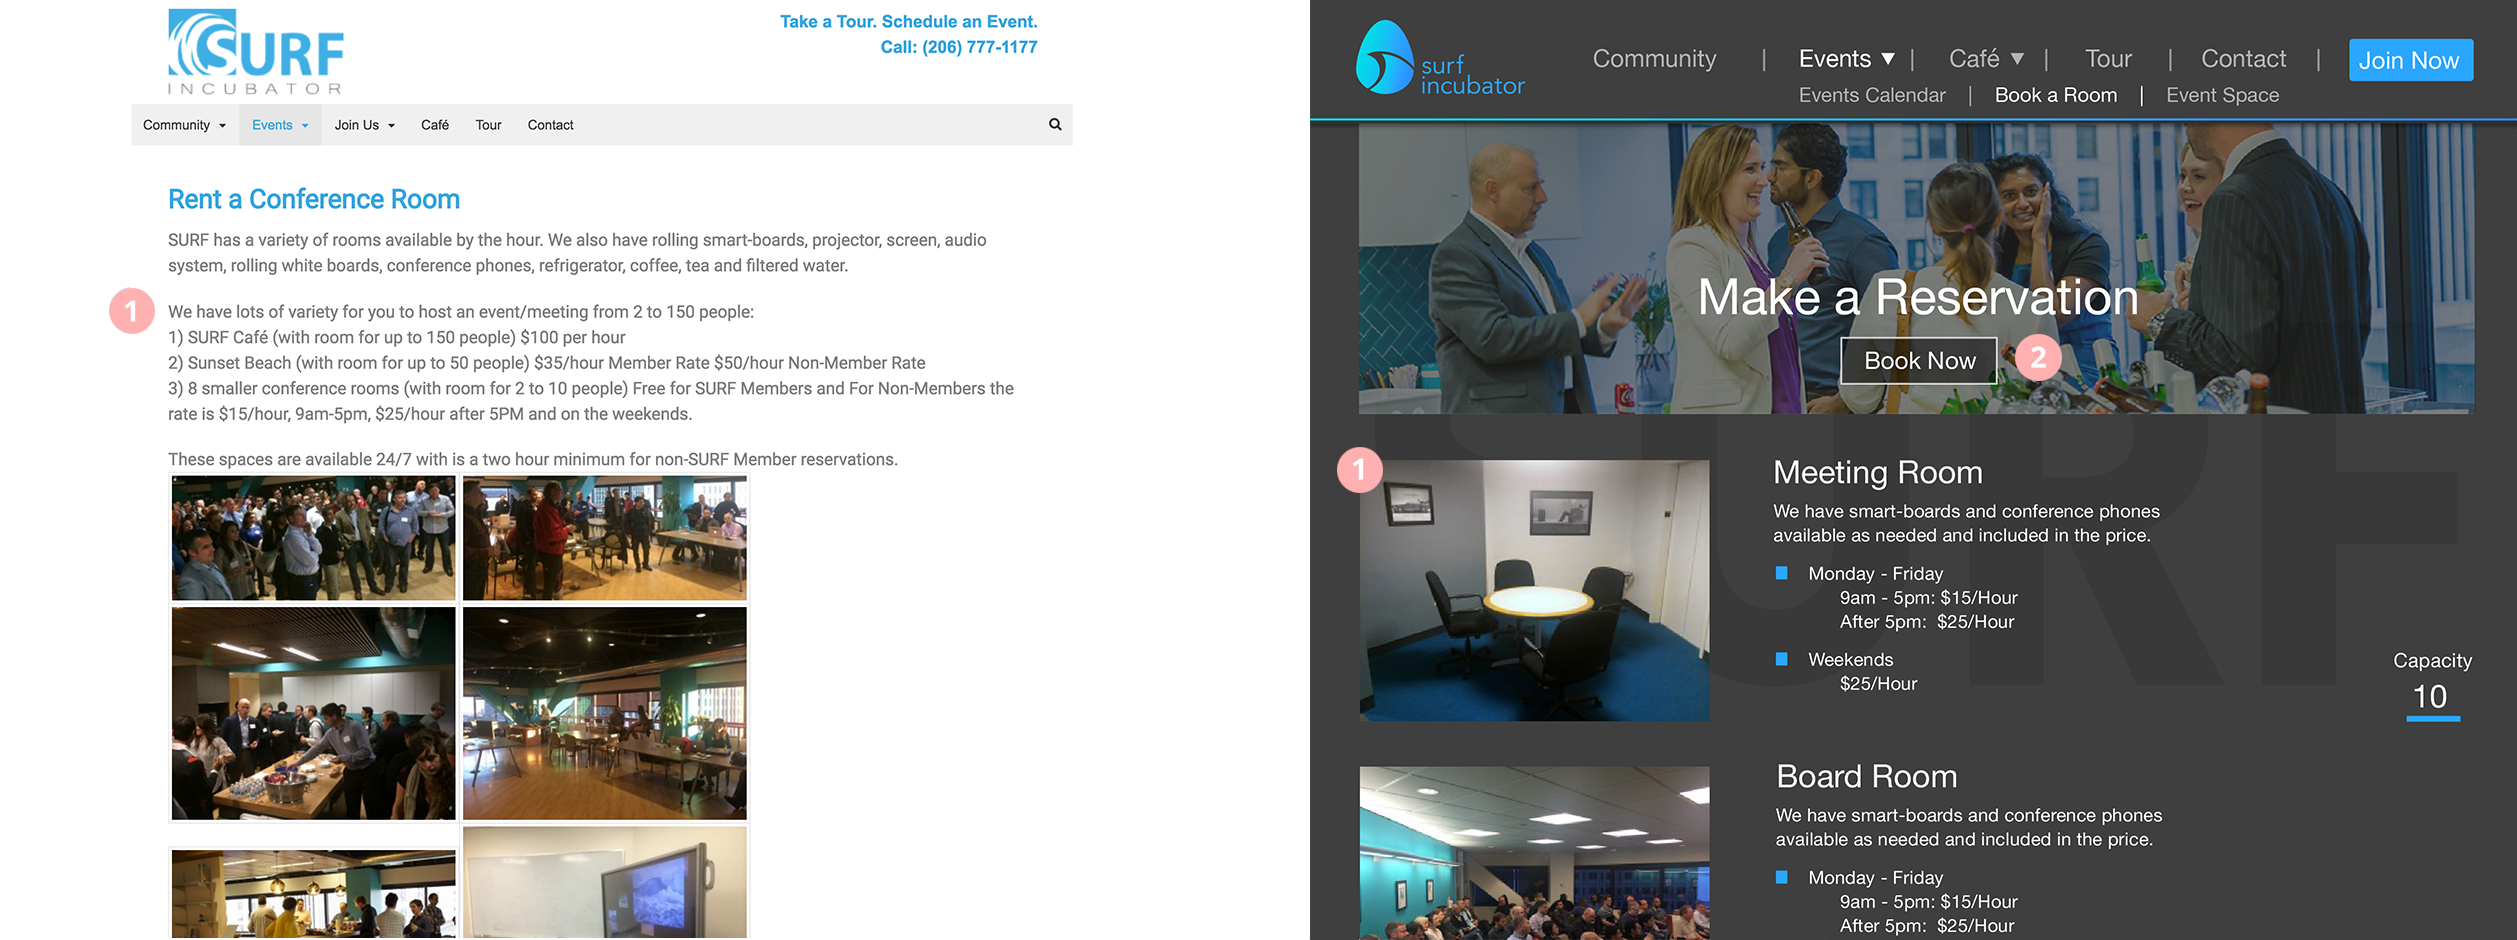 SURF
INCUBATOR
Take a Tour. Schedule an Event.
Call: (206) 777-1177
Community
Events
Join Us
Café
Tour
Contact
Rent a Conference Room
SURF has a variety of rooms available by the hour. We also have rolling smart-boards, projector, screen, audio
system, rolling white boards, conference phones, refrigerator, coffee, tea and filtered water.
1
We have lots of variety for you to host an event/meeting from 2 to 150 people:
1) SURF Café (with room for up to 150 people) $100 per hour
2) Sunset Beach (with room for up to 50 people) $35/hour Member Rate $50/hour Non-Member Rate
3) 8 smaller conference rooms (with room for 2 to 10 people) Free for SURF Members and For Non-Members the
rate is $15/hour, 9am-5pm, $25/hour after 5PM and on the weekends.
These spaces are available 24/7 with is a two hour minimum for non-SURF Member reservations.
surf
incubator
Community | Events ▼ | Café ▼ | Tour | Contact |
Join Now
Events Calendar | Book a Room | Event Space
Make a Reservation
Book Now
2
SURF
1
Meeting Room
We have smart-boards and conference phones
available as needed and included in the price.
Monday - Friday
9am - 5pm: $15/Hour
After 5pm: $25/Hour
Weekends
$25/Hour
Capacity
10
Board Room
We have smart-boards and conference phones
available as needed and included in the price.
Monday - Friday
9am - 5pm: $15/Hour
After 5pm: $25/Hour